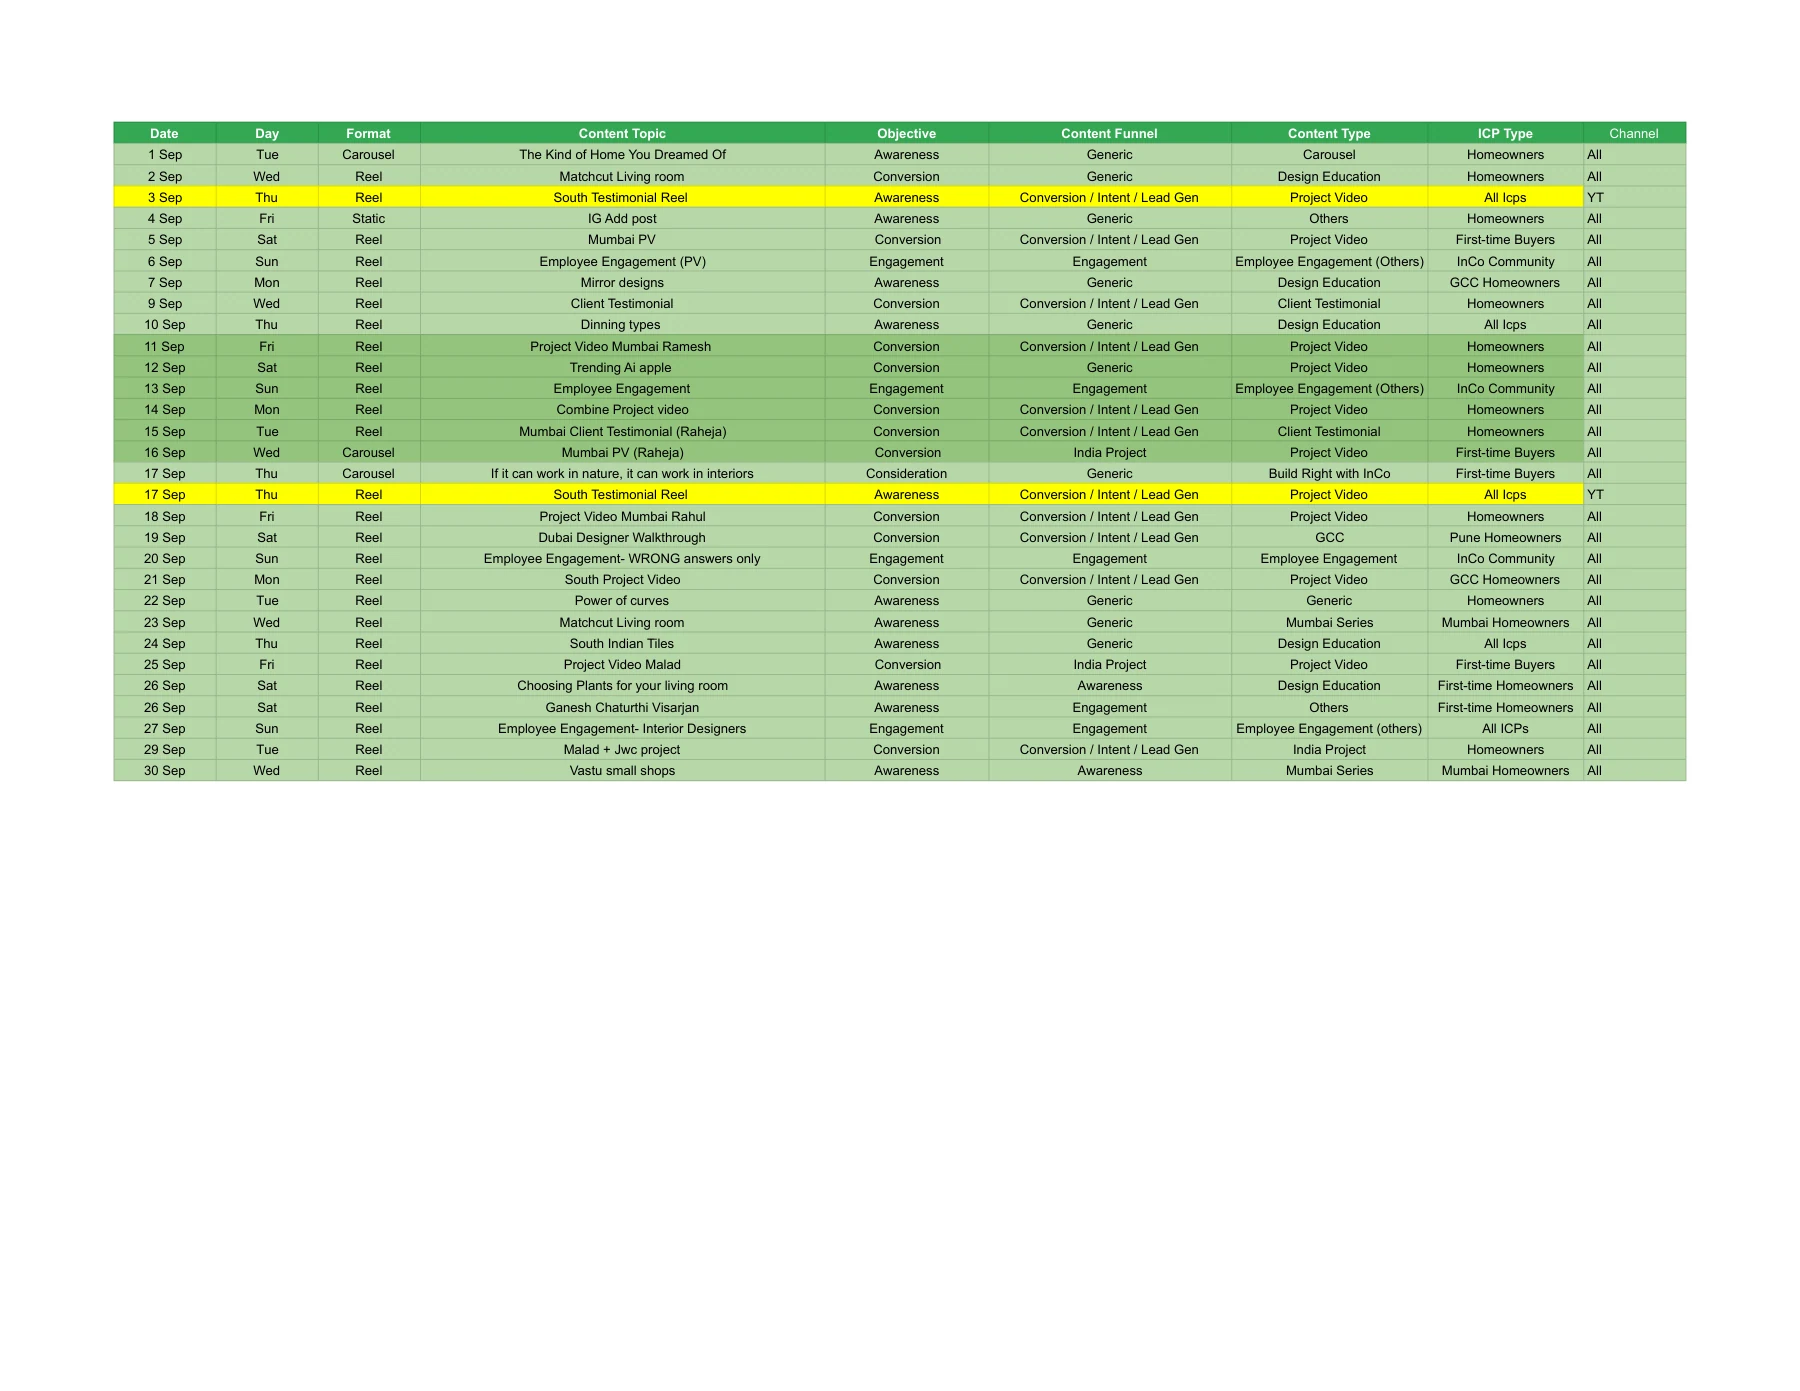 Date Day Format Content Topic Objective Content Funnel Content Type ICP Type Channel
1 Sep Tue Carousel The Kind of Home You Dreamed Of Awareness Generic Carousel Homeowners All
2 Sep Wed Reel Matchcut Living room Conversion Generic Design Education Homeowners All
3 Sep Thu Reel South Testimonial Reel Awareness Conversion / Intent / Lead Gen Project Video All Icps YT
4 Sep Fri Static IG Add post Awareness Generic Others Homeowners All
5 Sep Sat Reel Mumbai PV Conversion Conversion / Intent / Lead Gen Project Video First-time Buyers All
6 Sep Sun Reel Employee Engagement (PV) Engagement Engagement Employee Engagement (Others) InCo Community All
7 Sep Mon Reel Mirror designs Awareness Generic Design Education GCC Homeowners All
9 Sep Wed Reel Client Testimonial Conversion Conversion / Intent / Lead Gen Client Testimonial Homeowners All
10 Sep Thu Reel Dinning types Awareness Generic Design Education All Icps All
11 Sep Fri Reel Project Video Mumbai Ramesh Conversion Conversion / Intent / Lead Gen Project Video Homeowners All
12 Sep Sat Reel Trending Ai apple Conversion Generic Project Video Homeowners All
13 Sep Sun Reel Employee Engagement Engagement Engagement Employee Engagement (Others) InCo Community All
14 Sep Mon Reel Combine Project video Conversion Conversion / Intent / Lead Gen Project Video Homeowners All
15 Sep Tue Reel Mumbai Client Testimonial (Raheja) Conversion Conversion / Intent / Lead Gen Client Testimonial Homeowners All
16 Sep Wed Carousel Mumbai PV (Raheja) Conversion India Project Project Video First-time Buyers All
17 Sep Thu Carousel If it can work in nature, it can work in interiors Consideration Generic Build Right with InCo First-time Buyers All
17 Sep Thu Reel South Testimonial Reel Awareness Conversion / Intent / Lead Gen Project Video All Icps YT
18 Sep Fri Reel Project Video Mumbai Rahul Conversion Conversion / Intent / Lead Gen Project Video Homeowners All
19 Sep Sat Reel Dubai Designer Walkthrough Conversion Conversion / Intent / Lead Gen GCC Pune Homeowners All
20 Sep Sun Reel Employee Engagement- WRONG answers only Engagement Engagement Employee Engagement InCo Community All
21 Sep Mon Reel South Project Video Conversion Conversion / Intent / Lead Gen Project Video GCC Homeowners All
22 Sep Tue Reel Power of curves Awareness Generic Generic Homeowners All
23 Sep Wed Reel Matchcut Living room Awareness Generic Mumbai Series Mumbai Homeowners All
24 Sep Thu Reel South Indian Tiles Awareness Generic Design Education All Icps All
25 Sep Fri Reel Project Video Malad Conversion India Project Project Video First-time Buyers All
26 Sep Sat Reel Choosing Plants for your living room Awareness Awareness Design Education First-time Homeowners All
26 Sep Sat Reel Ganesh Chaturthi Visarjan Awareness Engagement Others First-time Homeowners All
27 Sep Sun Reel Employee Engagement- Interior Designers Engagement Engagement Employee Engagement (others) All ICPs All
29 Sep Tue Reel Malad + Jwc project Conversion Conversion / Intent / Lead Gen India Project Homeowners All
30 Sep Wed Reel Vastu small shops Awareness Awareness Mumbai Series Mumbai Homeowners All